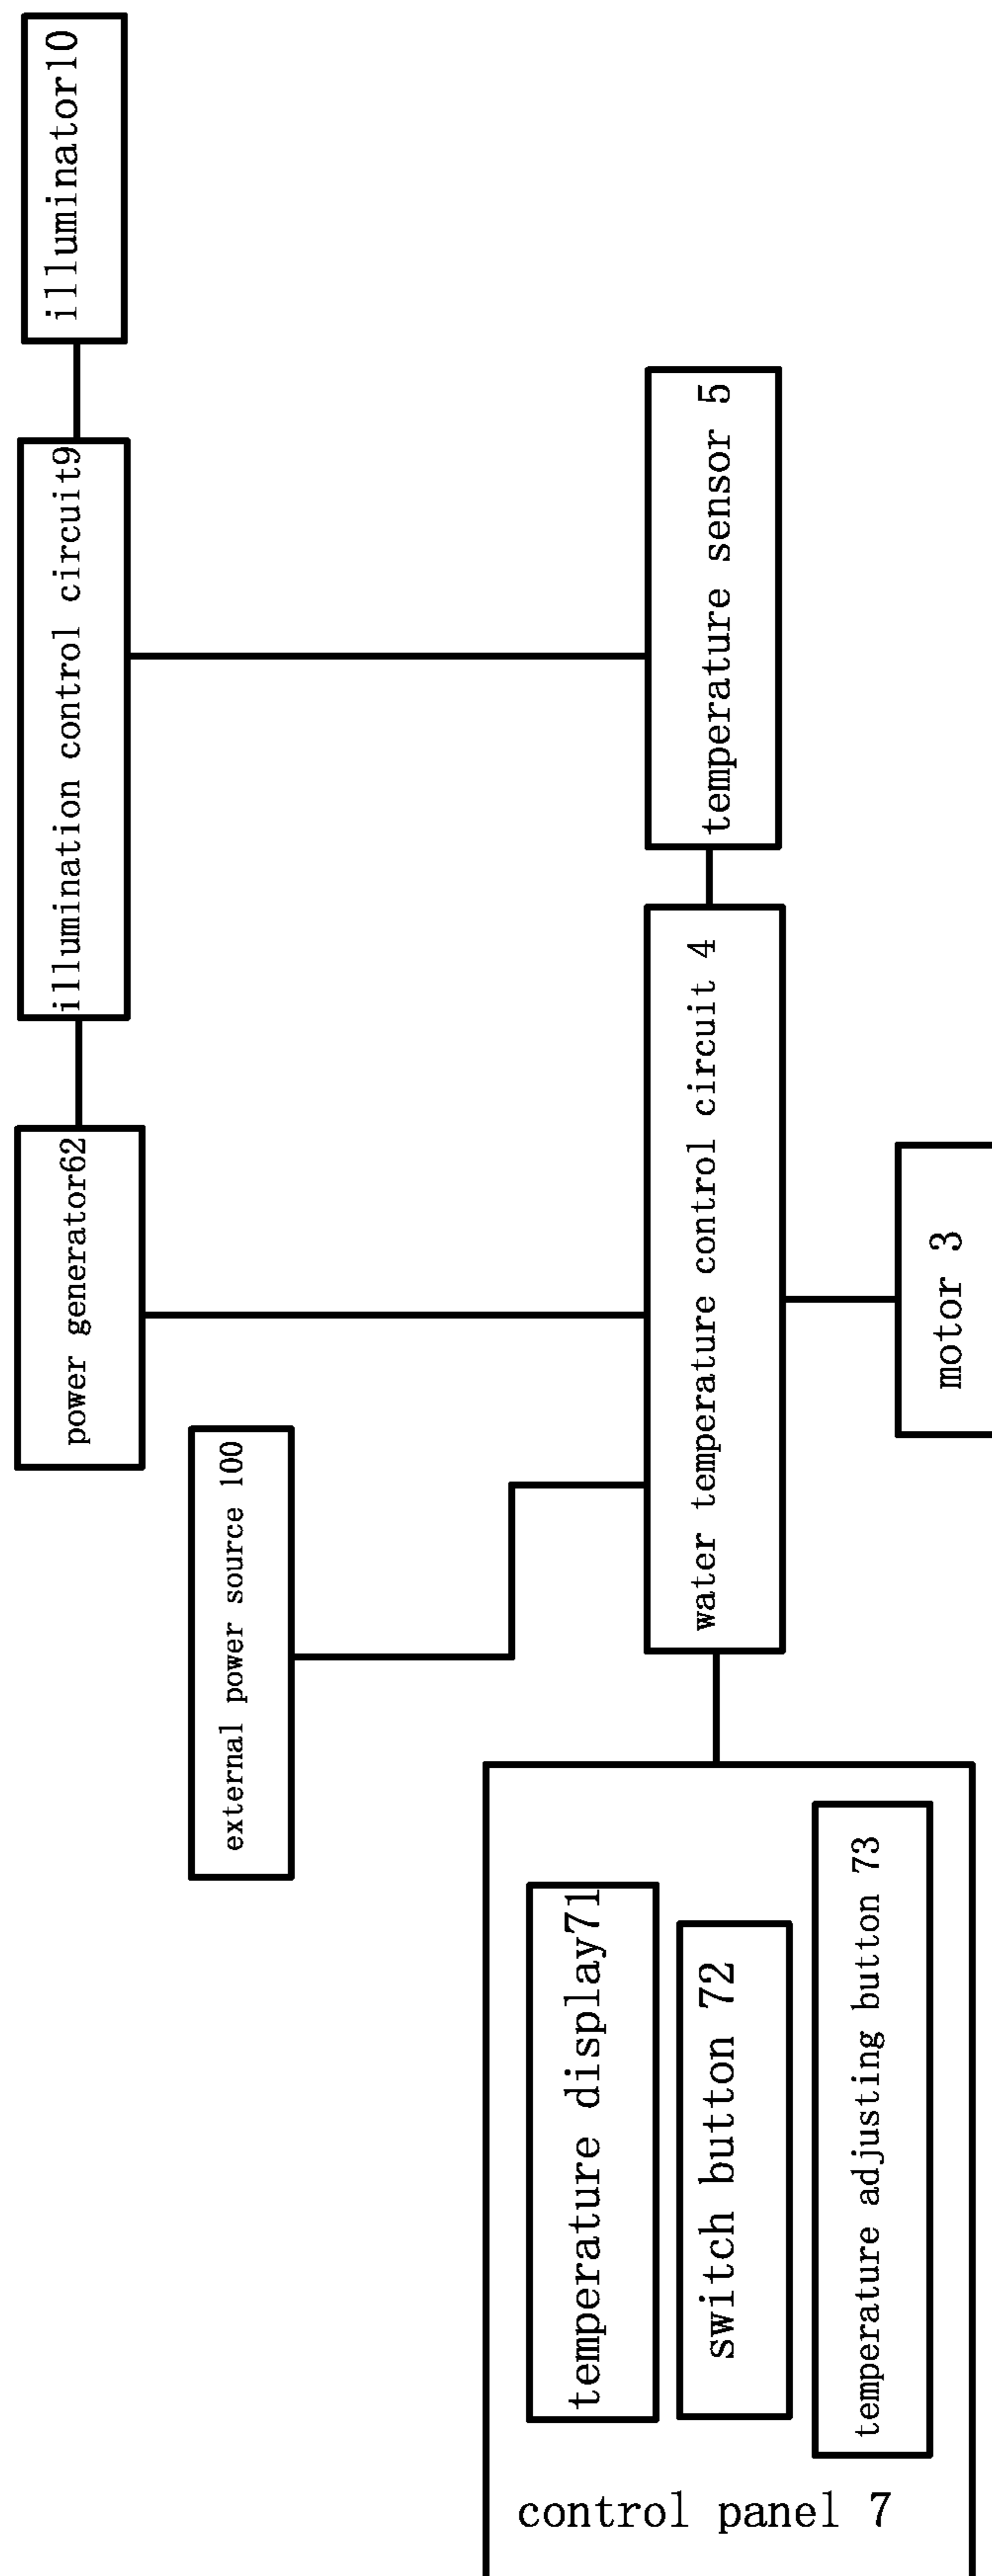 illuminator10
illumination control circuit9
temperature sensor 5
power generator62
water temperature control circuit 4
motor 3
external power source 100
temperature display71
switch button 72
temperature adjusting button 73
control panel 7